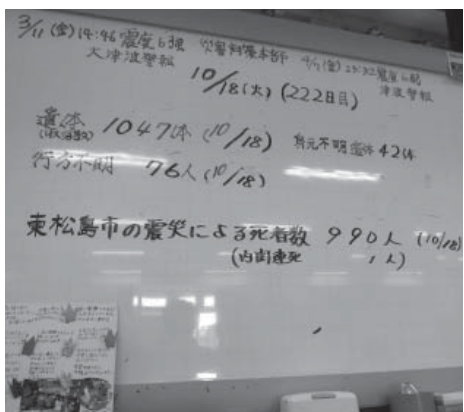 3/11(金)14:46 震度6強 災害対策本部 4/7(金)23:32 震度6弱
大津波警報 津波警報
10/18(火)(222日目)
遺体 1047体(10/18) 身元不明遺体 42体
(収容数)
行方不明 76人(10/18)
東松島市の震災による死者数 990人(10/18)
(内関連死 1人)